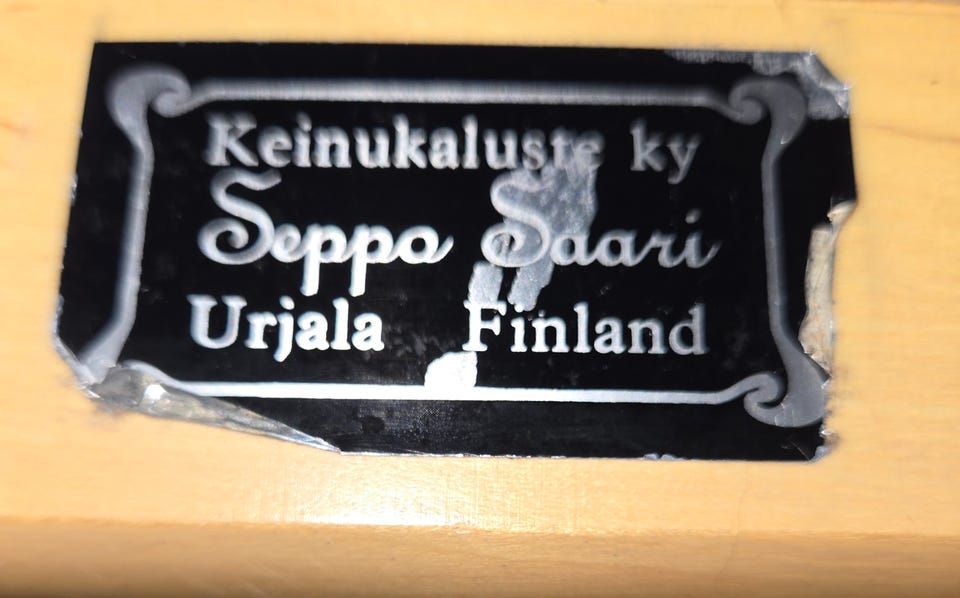 Keinukaluste ky
Seppo Saari
Urjala Finland